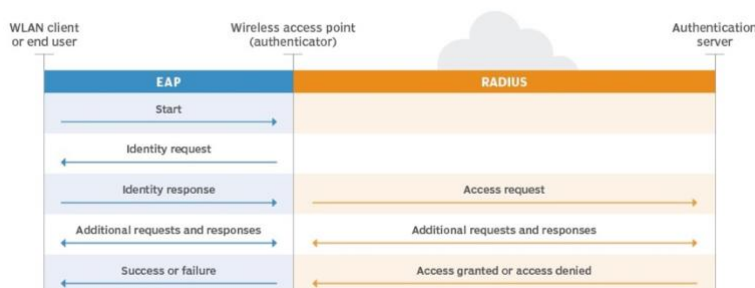 WLAN client
or end user
Wireless access point
(authenticator)
Authentication
server
EAP
RADIUS
Start
Identity request
Identity response
Access request
Additional requests and responses
Additional requests and responses
Success or failure
Access granted or access denied